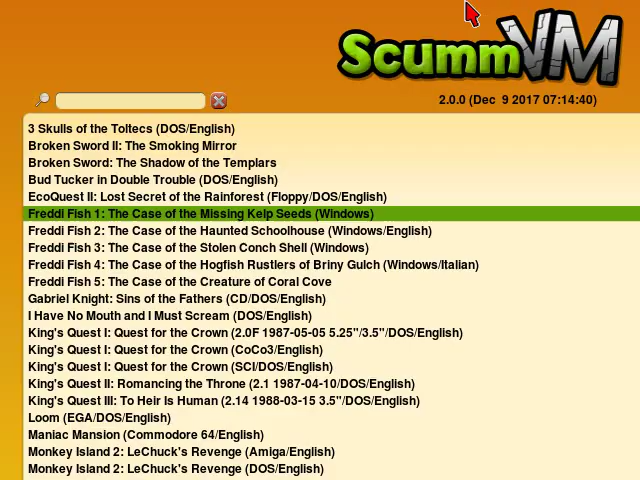 ScummVM
2.0.0 (Dec 9 2017 07:14:40)
3 Skulls of the Toltecs (DOS/English)
Broken Sword II: The Smoking Mirror
Broken Sword: The Shadow of the Templars
Bud Tucker in Double Trouble (DOS/English)
EcoQuest II: Lost Secret of the Rainforest (Floppy/DOS/English)
Freddi Fish 1: The Case of the Missing Kelp Seeds (Windows)
Freddi Fish 2: The Case of the Haunted Schoolhouse (Windows/English)
Freddi Fish 3: The Case of the Stolen Conch Shell (Windows)
Freddi Fish 4: The Case of the Hogfish Rustlers of Briny Gulch (Windows/Italian)
Freddi Fish 5: The Case of the Creature of Coral Cove
Gabriel Knight: Sins of the Fathers (CD/DOS/English)
I Have No Mouth and I Must Scream (DOS/English)
King's Quest I: Quest for the Crown (2.0F 1987-05-05 5.25"/3.5"/DOS/English)
King's Quest I: Quest for the Crown (CoCo3/English)
King's Quest I: Quest for the Crown (SCI/DOS/English)
King's Quest II: Romancing the Throne (2.1 1987-04-10/DOS/English)
King's Quest III: To Heir Is Human (2.14 1988-03-15 3.5"/DOS/English)
Loom (EGA/DOS/English)
Maniac Mansion (Commodore 64/English)
Monkey Island 2: LeChuck's Revenge (Amiga/English)
Monkey Island 2: LeChuck's Revenge (DOS/English)